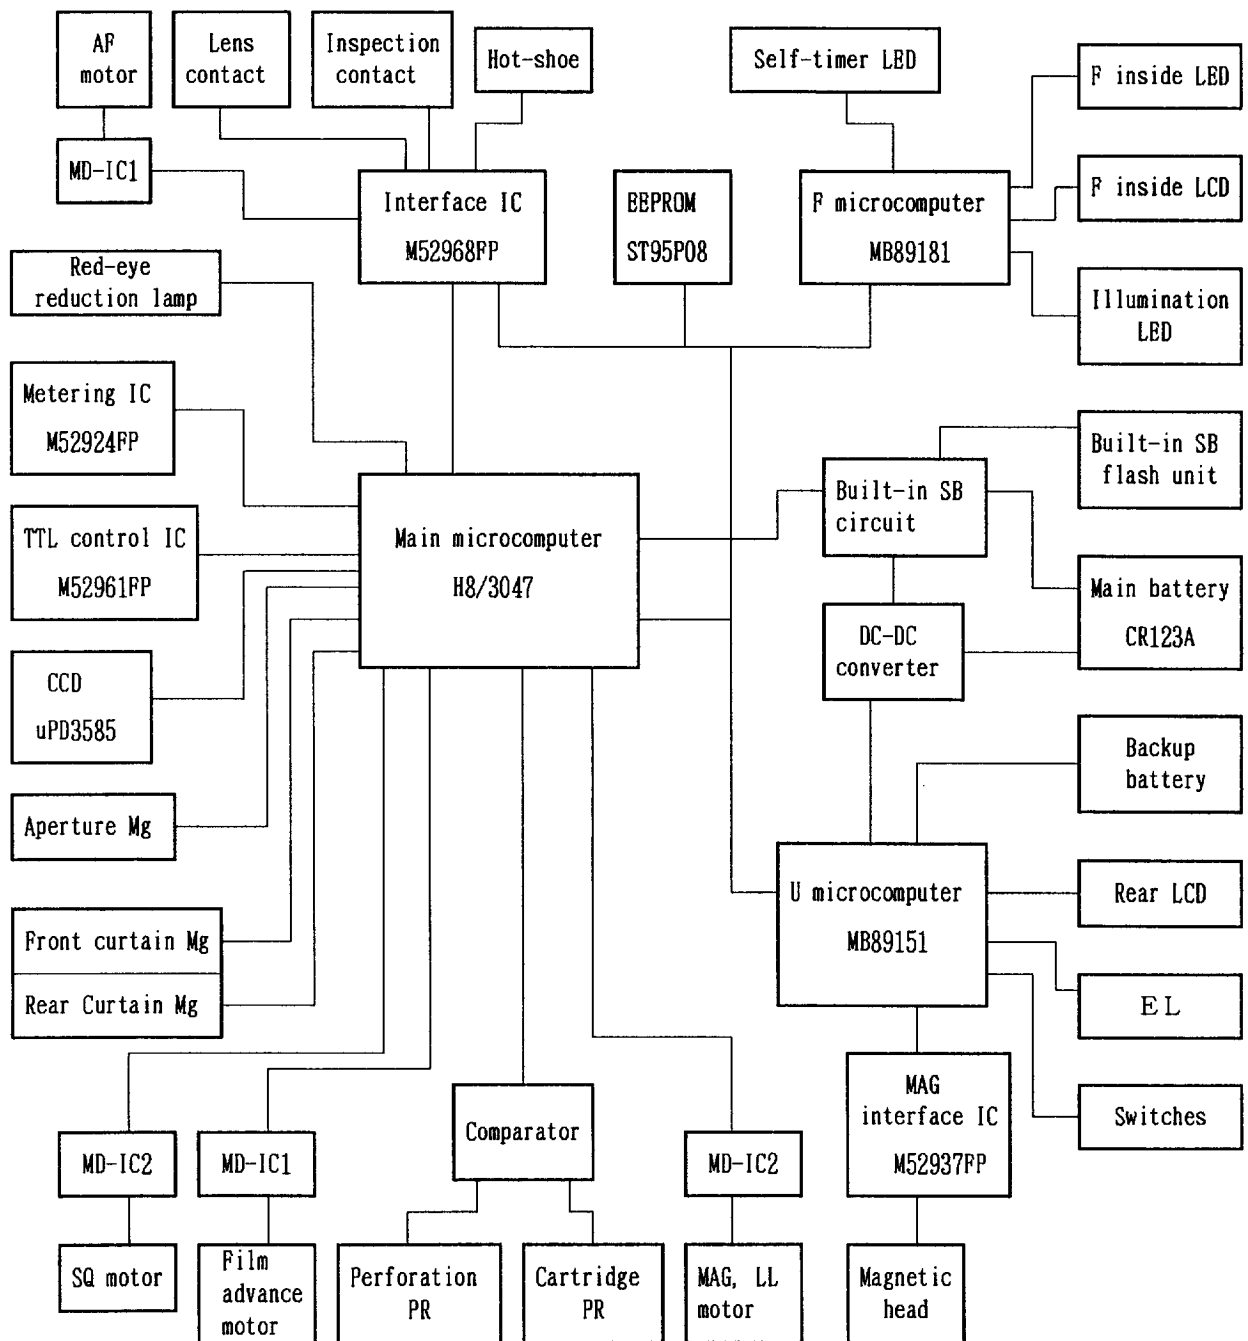 AF
motor
Lens
contact
Inspection
contact
Hot-shoe
Self-timer LED
F inside LED
MD-IC1
Interface IC
M52968FP
EEPROM
ST95P08
F microcomputer
MB89181
F inside LCD
Red-eye
reduction lamp
Illumination
LED
Metering IC
M52924FP
Built-in SB
flash unit
Main microcomputer
H8/3047
Built-in SB
circuit
TTL control IC
M52961FP
Main battery
CR123A
DC-DC
converter
CCD
uPD3585
Backup
battery
Aperture Mg
U microcomputer
MB89151
Rear LCD
Front curtain Mg
Rear Curtain Mg
EL
MAG
interface IC
M52937FP
Switches
MD-IC2
MD-IC1
Comparator
MD-IC2
SQ motor
Film
advance
motor
Perforation
PR
Cartridge
PR
MAG, LL
motor
Magnetic
head